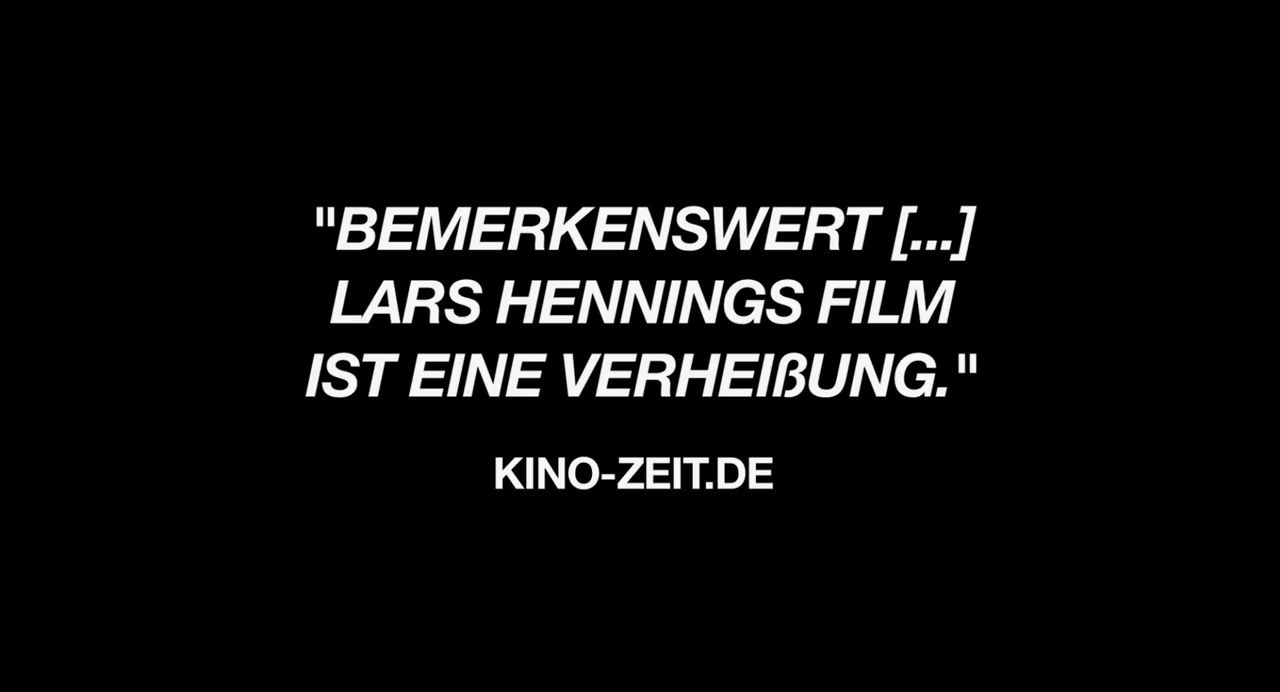 "BEMERKENSWERT [...]
LARS HENNINGS FILM
IST EINE VERHEIßUNG."
KINO-ZEIT.DE